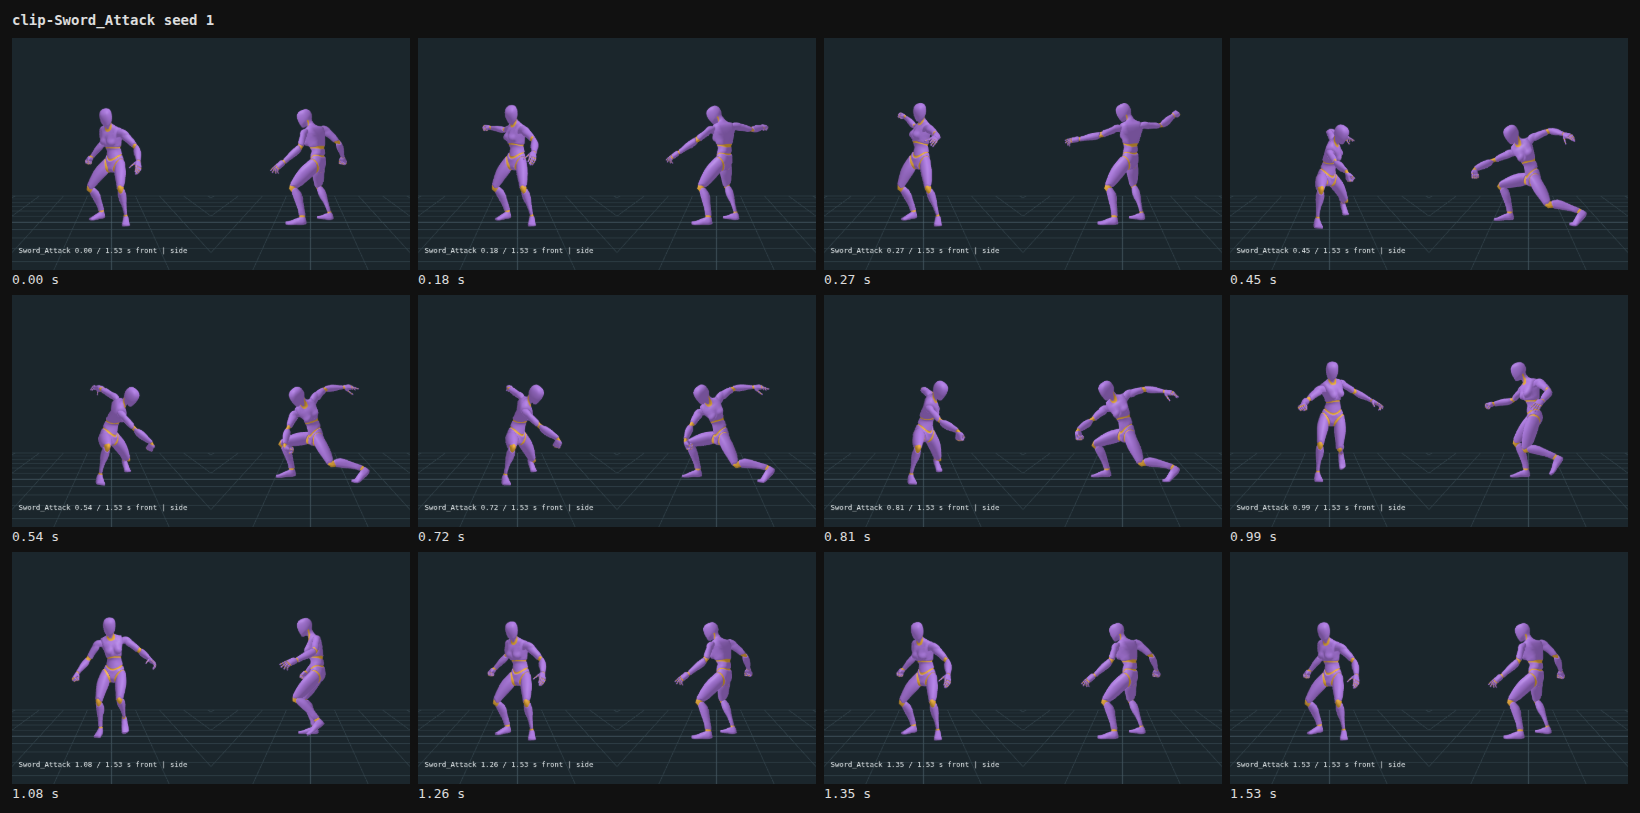 clip-Sword_Attack seed 1
Sword_Attack 0.00 / 1.53 s front | side
Sword_Attack 0.18 / 1.53 s front | side
Sword_Attack 0.27 / 1.53 s front | side
Sword_Attack 0.45 / 1.53 s front | side
0.00 s
0.18 s
0.27 s
0.45 s
Sword_Attack 0.54 / 1.53 s front | side
Sword_Attack 0.72 / 1.53 s front | side
Sword_Attack 0.81 / 1.53 s front | side
Sword_Attack 0.99 / 1.53 s front | side
0.54 s
0.72 s
0.81 s
0.99 s
Sword_Attack 1.08 / 1.53 s front | side
Sword_Attack 1.26 / 1.53 s front | side
Sword_Attack 1.35 / 1.53 s front | side
Sword_Attack 1.53 / 1.53 s front | side
1.08 s
1.26 s
1.35 s
1.53 s